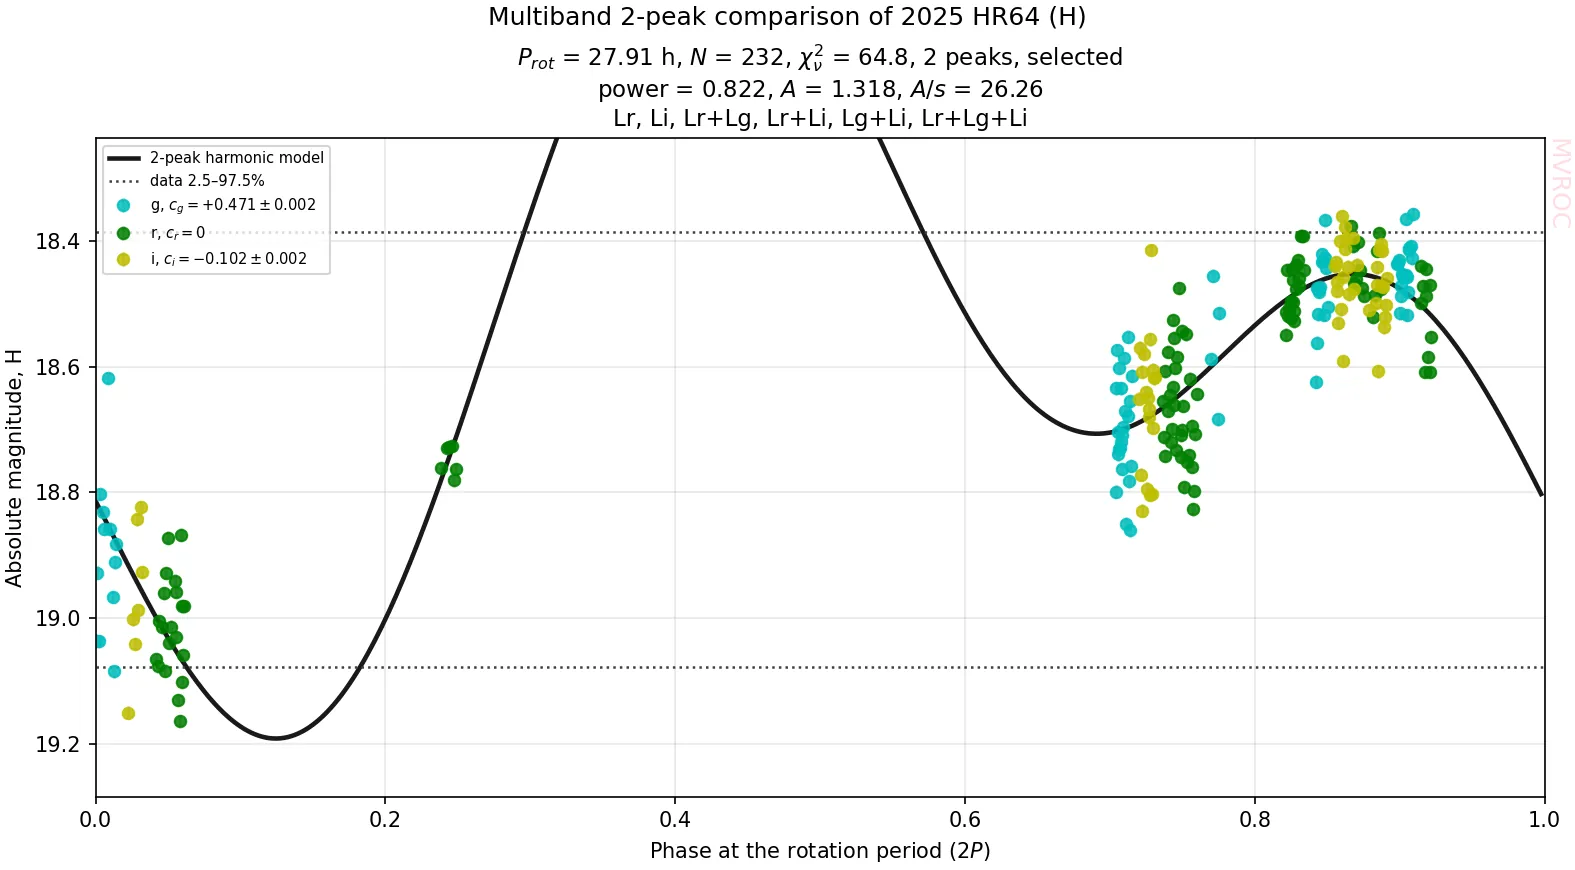 Multiband 2-peak comparison of 2025 HR64 (H)
P_rot = 27.91 h, N = 232, χ²_ν = 64.8, 2 peaks, selected
power = 0.822, A = 1.318, A/s = 26.26
Lr, Li, Lr+Lg, Lr+Li, Lg+Li, Lr+Lg+Li
2-peak harmonic model
data 2.5–97.5%
g, c_g = +0.471 ± 0.002
r, c_r = 0
i, c_i = −0.102 ± 0.002
MVROC
Absolute magnitude, H
18.4
18.6
18.8
19.0
19.2
0.0 0.2 0.4 0.6 0.8 1.0
Phase at the rotation period (2P)